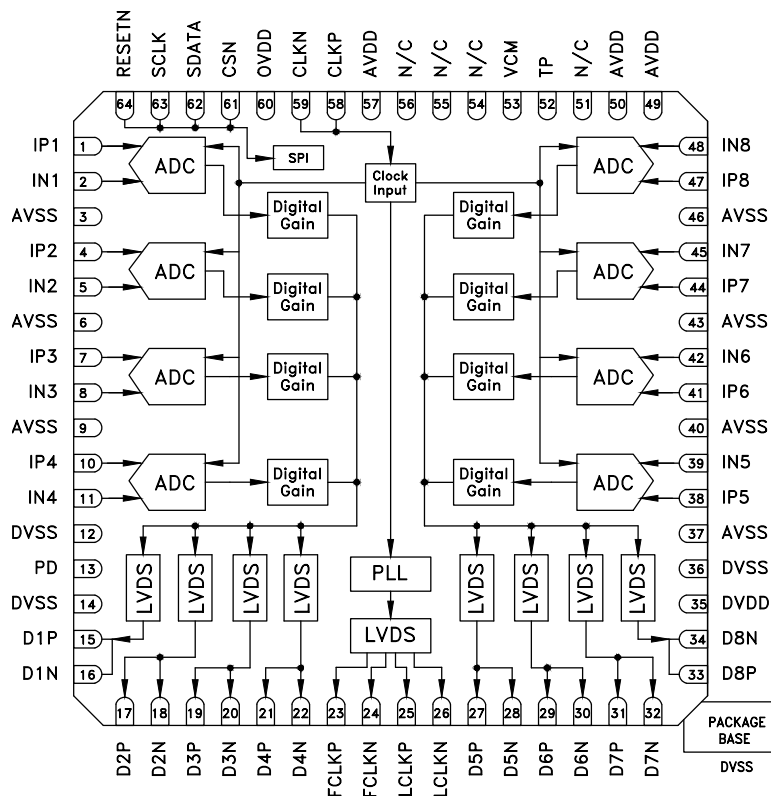 RESETN SCLK SDATA CSN OVDD CLKN CLKP AVDD N/C N/C N/C VCM TP N/C AVDD AVDD
64 63 62 61 60 59 58 57 56 55 54 53 52 51 50 49
IP1 1 ADC SPI Clock Input ADC 48 IN8
IN1 2 47 IP8
AVSS 3 Digital Gain Digital Gain 46 AVSS
IP2 4 ADC ADC 45 IN7
IN2 5 Digital Gain Digital Gain 44 IP7
AVSS 6 43 AVSS
IP3 7 ADC Digital Gain Digital Gain ADC 42 IN6
IN3 8 41 IP6
AVSS 9 40 AVSS
IP4 10 ADC Digital Gain Digital Gain ADC 39 IN5
IN4 11 38 IP5
DVSS 12 37 AVSS
PD 13 LVDS LVDS LVDS LVDS PLL LVDS LVDS LVDS LVDS 36 DVSS
DVSS 14 35 DVDD
D1P 15 LVDS 34 D8N
D1N 16 33 D8P
17 18 19 20 21 22 23 24 25 26 27 28 29 30 31 32
D2P D2N D3P D3N D4P D4N FCLKP FCLKN LCLKP LCLKN D5P D5N D6P D6N D7P D7N
PACKAGE
BASE
DVSS